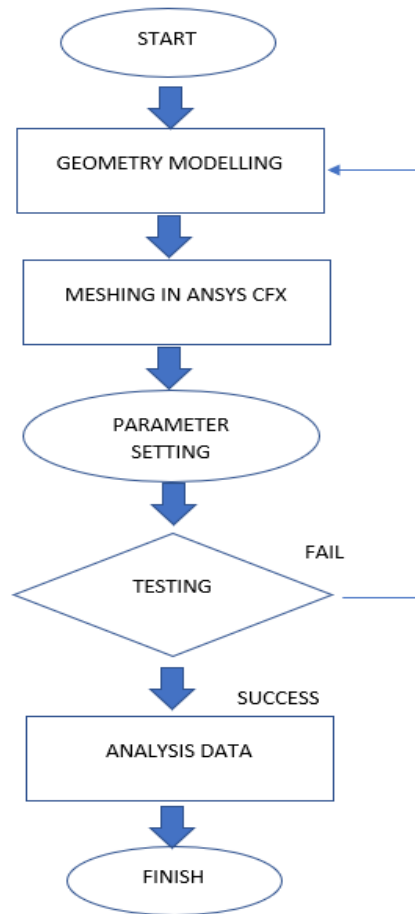 START
GEOMETRY MODELLING
MESHING IN ANSYS CFX
PARAMETER
SETTING
FAIL
TESTING
SUCCESS
ANALYSIS DATA
FINISH